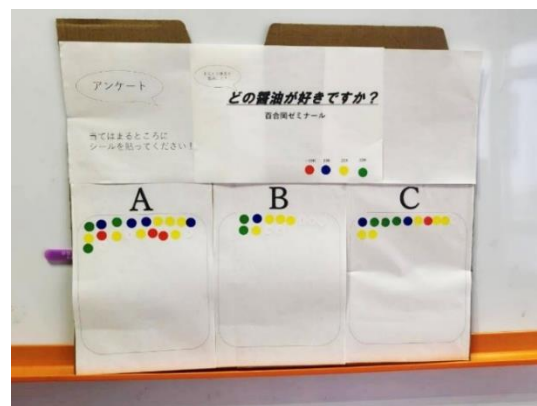 アンケート
どの醤油が好きですか？
百合岡ゼミナール
当てはまるところに
シールを貼ってください！
A
B
C